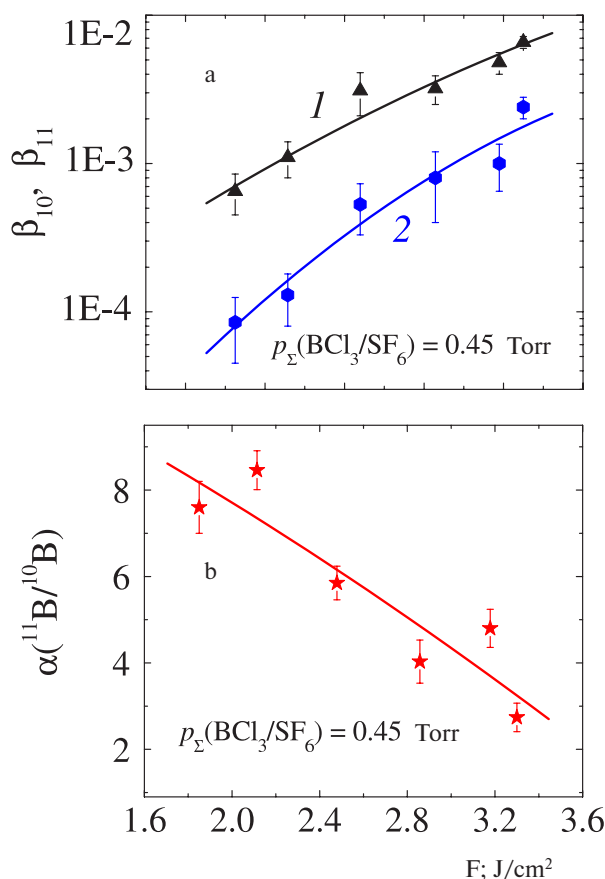 1E-2
a
1
1E-3
β₁₀, β₁₁
2
1E-4
p_Σ(BCl₃/SF₆) = 0.45 Torr
8
6
b
α(¹¹B/¹⁰B)
4
p_Σ(BCl₃/SF₆) = 0.45 Torr
2
1.6 2.0 2.4 2.8 3.2 3.6
F; J/cm²